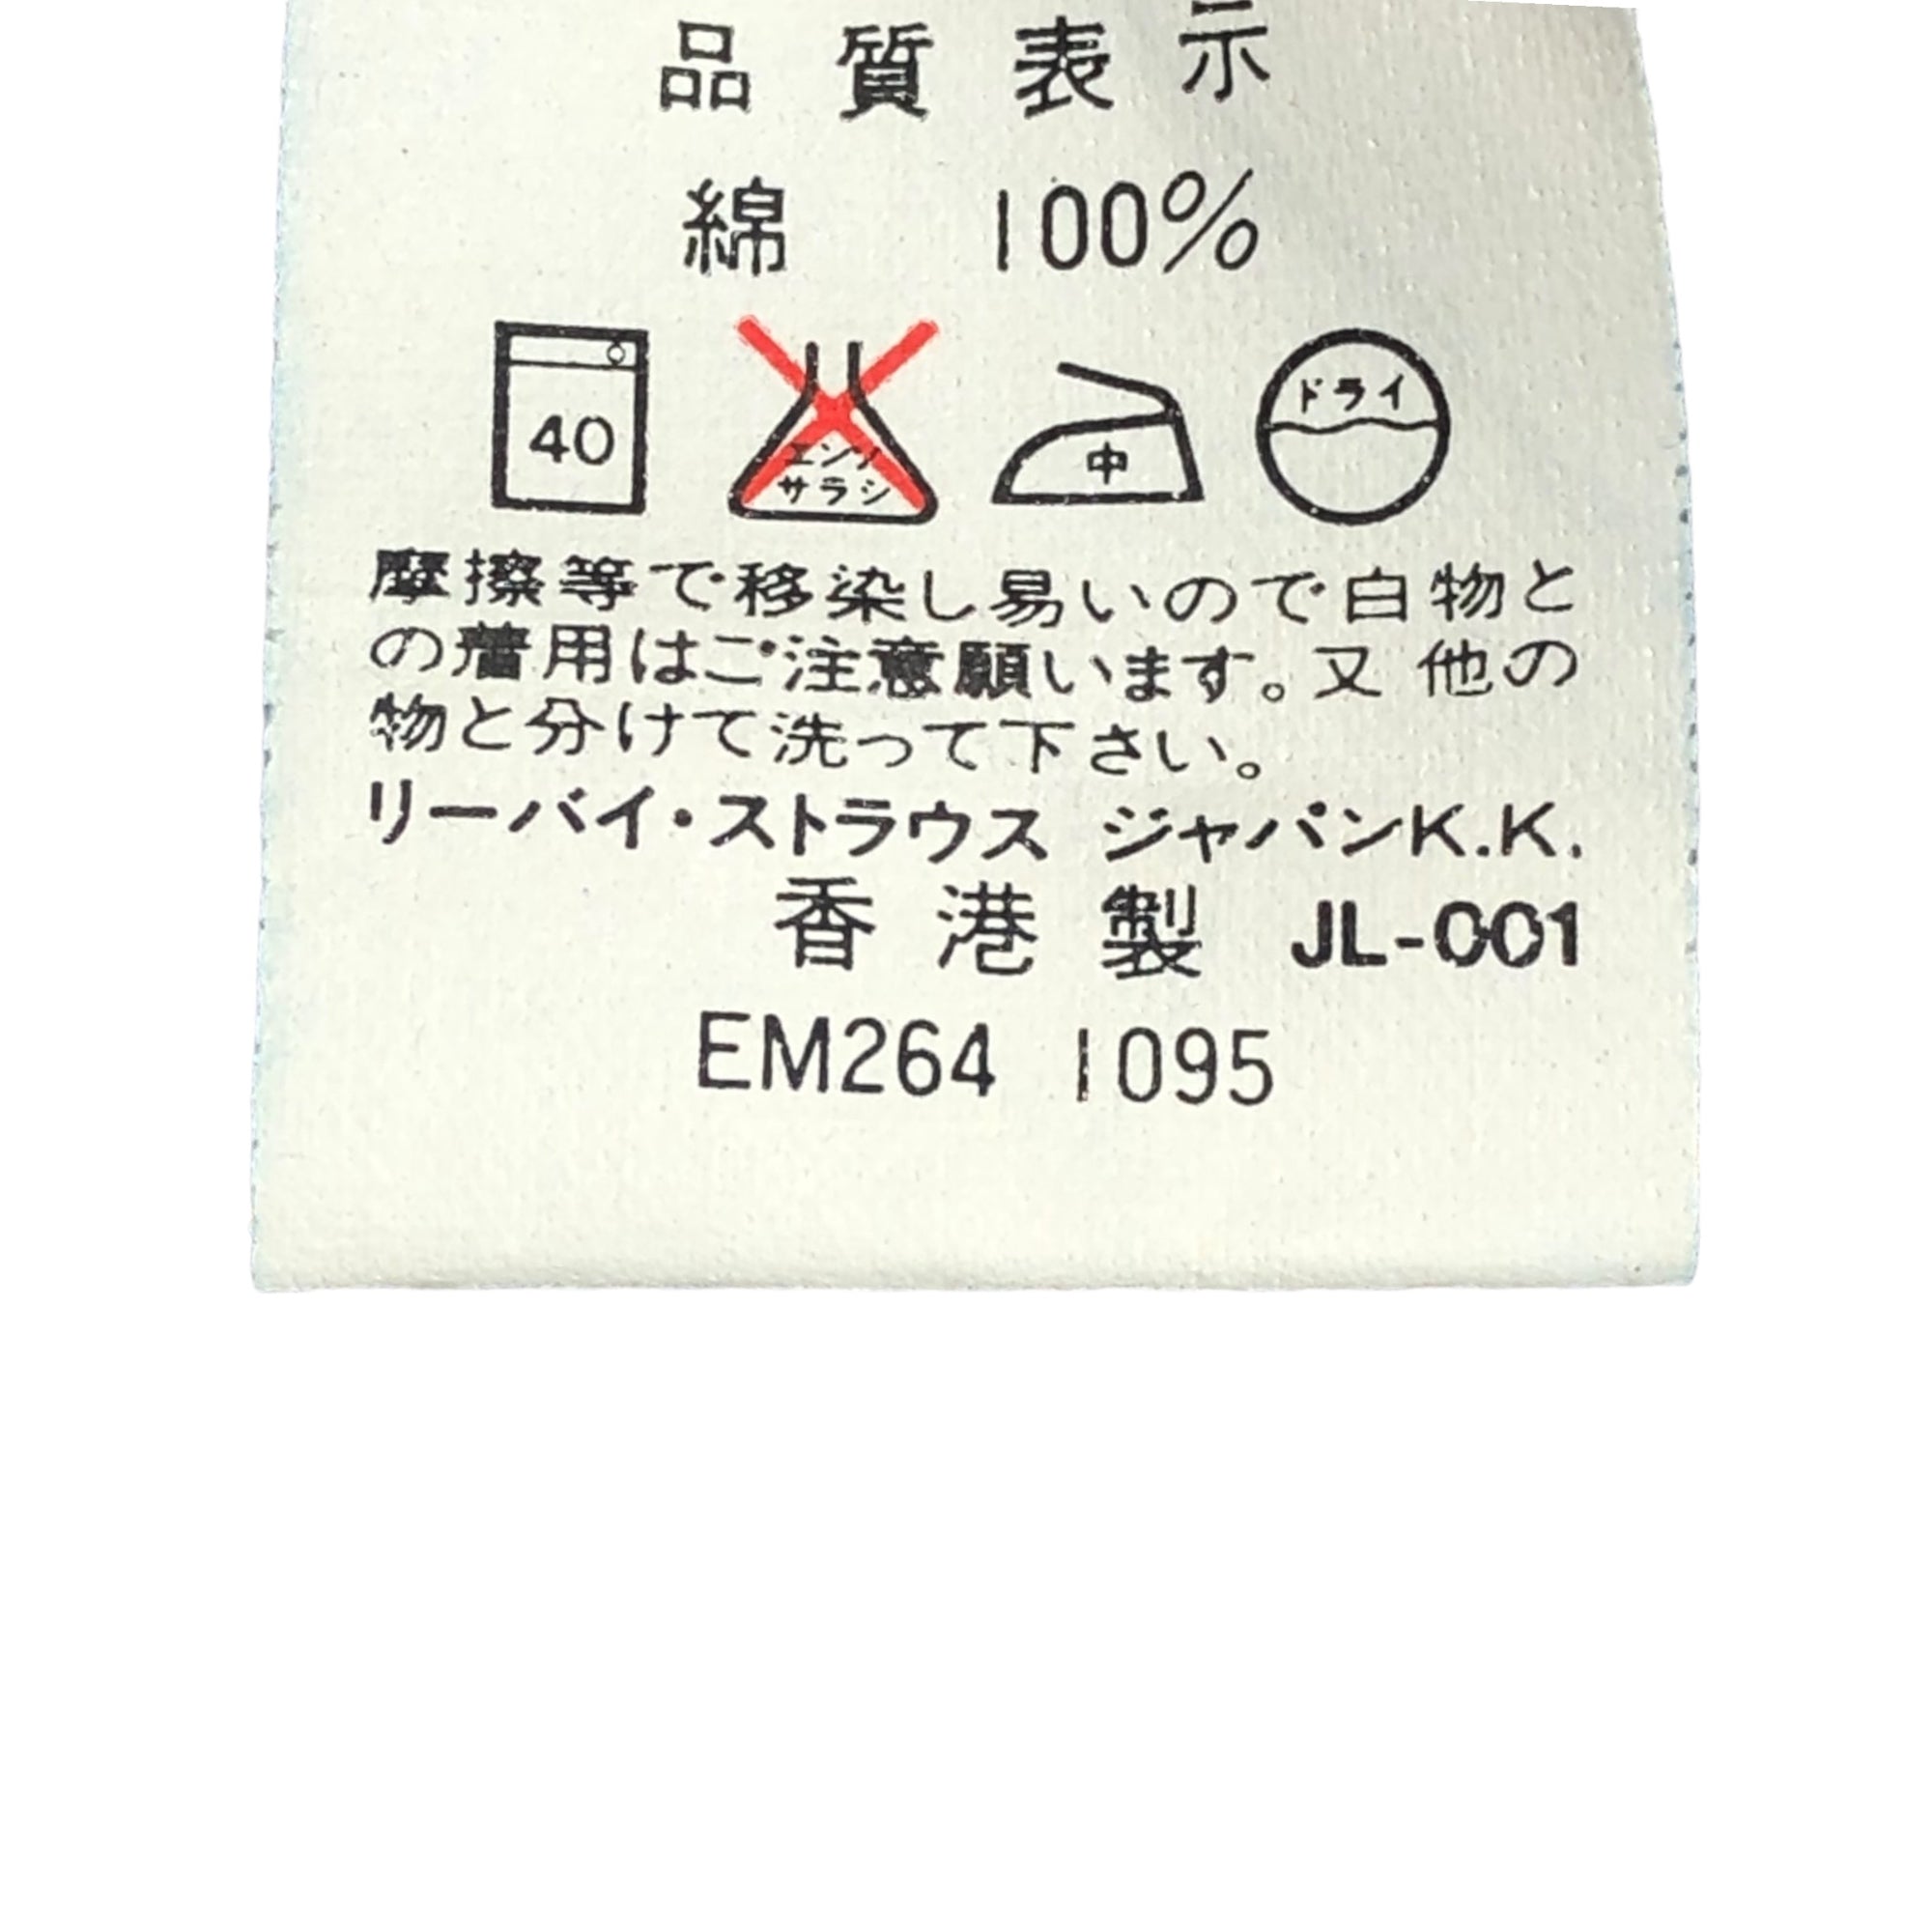 品質表示
綿 100%
40 エンソ ドライ
サラシ 中
摩擦等で移染し易いので白物と
の着用はご注意願います。又 他の
物と分けて洗って下さい。
リーバイ・ストラウス ジャパンK.K.
香港製 JL-001
EM264 1095